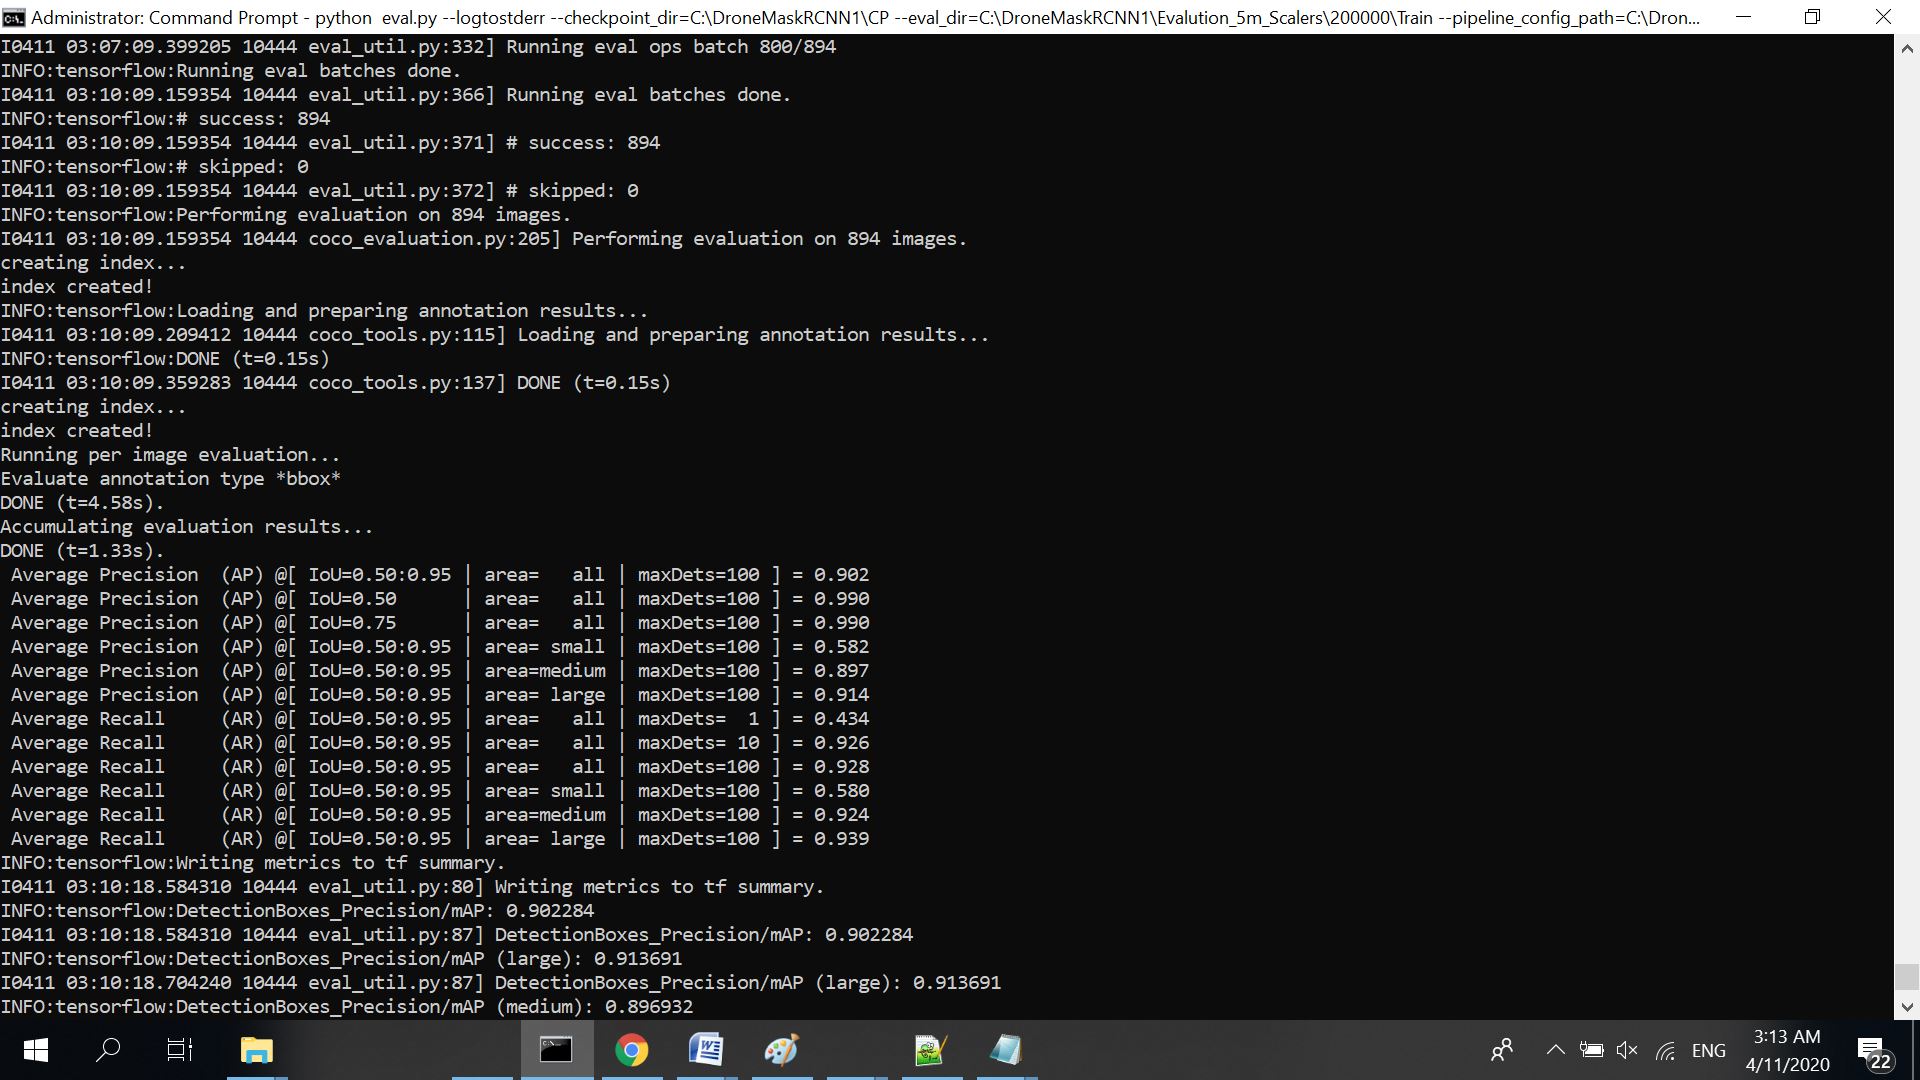 Administrator: Command Prompt - python  eval.py --logtostderr --checkpoint_dir=C:\DroneMaskRCNN1\CP --eval_dir=C:\DroneMaskRCNN1\Evalution_5m_Scalers\200000\Train --pipeline_config_path=C:\Dron...
I0411 03:07:09.399205 10444 eval_util.py:332] Running eval ops batch 800/894
INFO:tensorflow:Running eval batches done.
I0411 03:10:09.159354 10444 eval_util.py:366] Running eval batches done.
INFO:tensorflow:# success: 894
I0411 03:10:09.159354 10444 eval_util.py:371] # success: 894
INFO:tensorflow:# skipped: 0
I0411 03:10:09.159354 10444 eval_util.py:372] # skipped: 0
INFO:tensorflow:Performing evaluation on 894 images.
I0411 03:10:09.159354 10444 coco_evaluation.py:205] Performing evaluation on 894 images.
creating index...
index created!
INFO:tensorflow:Loading and preparing annotation results...
I0411 03:10:09.209412 10444 coco_tools.py:115] Loading and preparing annotation results...
INFO:tensorflow:DONE (t=0.15s)
I0411 03:10:09.359283 10444 coco_tools.py:137] DONE (t=0.15s)
creating index...
index created!
Running per image evaluation...
Evaluate annotation type *bbox*
DONE (t=4.58s).
Accumulating evaluation results...
DONE (t=1.33s).
 Average Precision  (AP) @[ IoU=0.50:0.95 | area=   all | maxDets=100 ] = 0.902
 Average Precision  (AP) @[ IoU=0.50      | area=   all | maxDets=100 ] = 0.990
 Average Precision  (AP) @[ IoU=0.75      | area=   all | maxDets=100 ] = 0.990
 Average Precision  (AP) @[ IoU=0.50:0.95 | area= small | maxDets=100 ] = 0.582
 Average Precision  (AP) @[ IoU=0.50:0.95 | area=medium | maxDets=100 ] = 0.897
 Average Precision  (AP) @[ IoU=0.50:0.95 | area= large | maxDets=100 ] = 0.914
 Average Recall     (AR) @[ IoU=0.50:0.95 | area=   all | maxDets=  1 ] = 0.434
 Average Recall     (AR) @[ IoU=0.50:0.95 | area=   all | maxDets= 10 ] = 0.926
 Average Recall     (AR) @[ IoU=0.50:0.95 | area=   all | maxDets=100 ] = 0.928
 Average Recall     (AR) @[ IoU=0.50:0.95 | area= small | maxDets=100 ] = 0.580
 Average Recall     (AR) @[ IoU=0.50:0.95 | area=medium | maxDets=100 ] = 0.924
 Average Recall     (AR) @[ IoU=0.50:0.95 | area= large | maxDets=100 ] = 0.939
INFO:tensorflow:Writing metrics to tf summary.
I0411 03:10:18.584310 10444 eval_util.py:80] Writing metrics to tf summary.
INFO:tensorflow:DetectionBoxes_Precision/mAP: 0.902284
I0411 03:10:18.584310 10444 eval_util.py:87] DetectionBoxes_Precision/mAP: 0.902284
INFO:tensorflow:DetectionBoxes_Precision/mAP (large): 0.913691
I0411 03:10:18.704240 10444 eval_util.py:87] DetectionBoxes_Precision/mAP (large): 0.913691
INFO:tensorflow:DetectionBoxes_Precision/mAP (medium): 0.896932
ENG
3:13 AM
4/11/2020
22